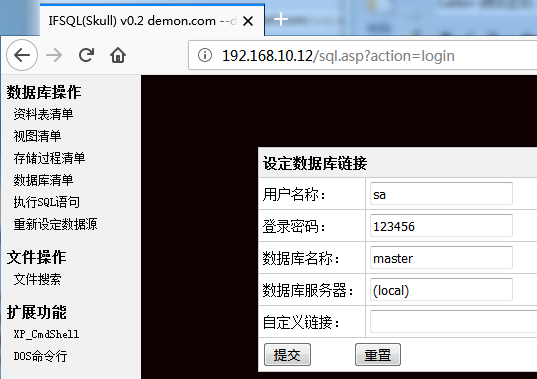 IFSQL(Skull) v0.2 demon.com --d
192.168.10.12/sql.asp?action=login
数据库操作
资料表清单
视图清单
存储过程清单
数据库清单
执行SQL语句
重新设定数据源
文件操作
文件搜索
扩展功能
XP_CmdShell
DOS命令行
设定数据库链接
用户名称： sa
登录密码： 123456
数据库名称： master
数据库服务器： (local)
自定义链接：
提交 重置